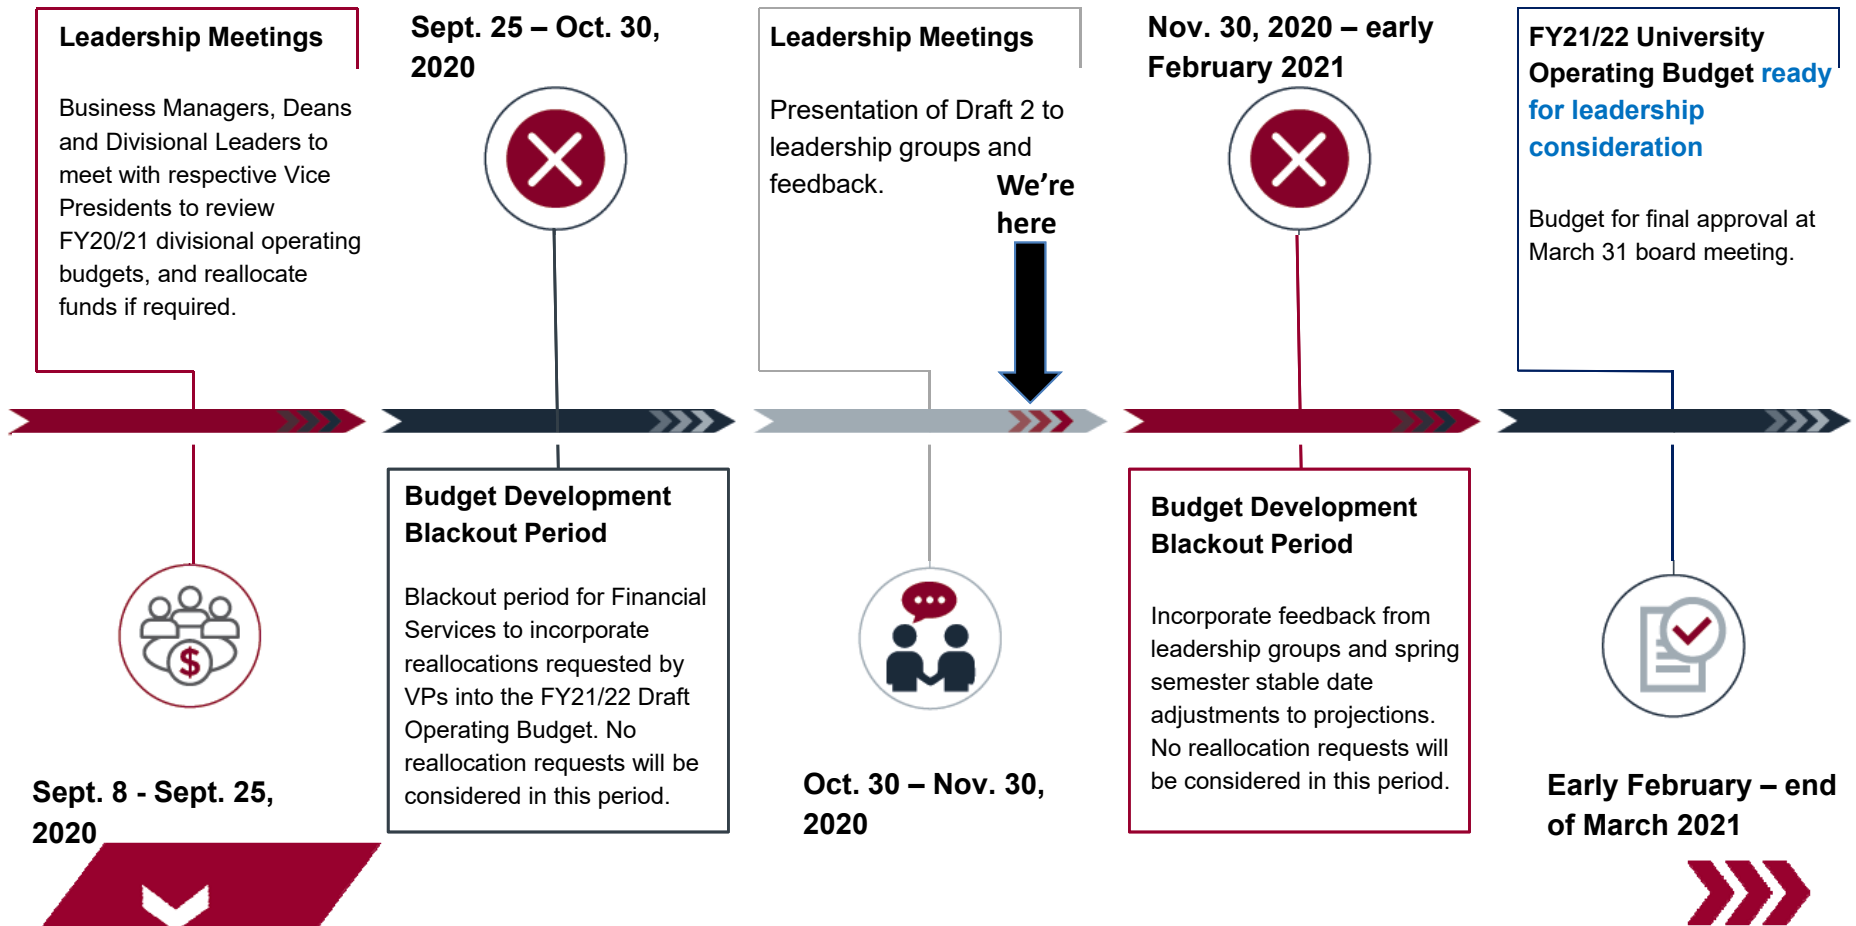 Leadership Meetings
Business Managers, Deans
and Divisional Leaders to
meet with respective Vice
Presidents to review
FY20/21 divisional operating
budgets, and reallocate
funds if required.
Sept. 8 - Sept. 25,
2020
$
Sept. 25 – Oct. 30,
2020
Budget Development
Blackout Period
Blackout period for Financial
Services to incorporate
reallocations requested by
VPs into the FY21/22 Draft
Operating Budget. No
reallocation requests will be
considered in this period.
Leadership Meetings
Presentation of Draft 2 to
leadership groups and
feedback.
We’re
here
Oct. 30 – Nov. 30,
2020
Nov. 30, 2020 – early
February 2021
Budget Development
Blackout Period
Incorporate feedback from
leadership groups and spring
semester stable date
adjustments to projections.
No reallocation requests will
be considered in this period.
FY21/22 University
Operating Budget ready
for leadership
consideration
Budget for final approval at
March 31 board meeting.
Early February – end
of March 2021